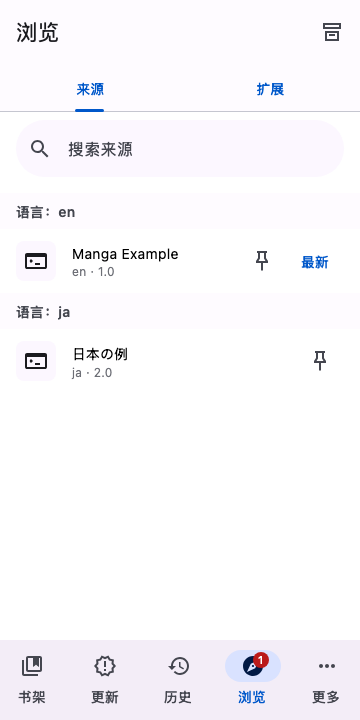 浏览
来源
扩展
搜索来源
语言：en
Manga Example
en · 1.0
最新
语言：ja
日本の例
ja · 2.0
1
书架
更新
历史
浏览
更多